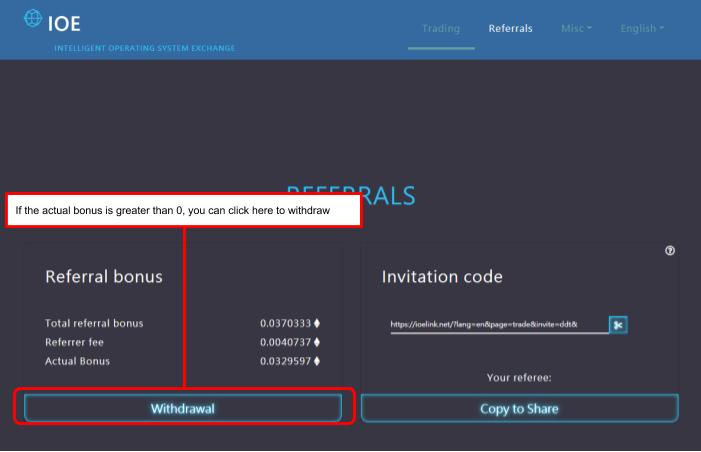 IOE
INTELLIGENT OPERATING SYSTEM EXCHANGE
Trading Referrals Misc English
REFERRALS
If the actual bonus is greater than 0, you can click here to withdraw
Referral bonus
Total referral bonus 0.0370333
Referrer fee 0.0040737
Actual Bonus 0.0329597
Withdrawal
Invitation code
https://ioelink.net/?lang=en&page=trade&invite=ddt&
Your referee:
Copy to Share